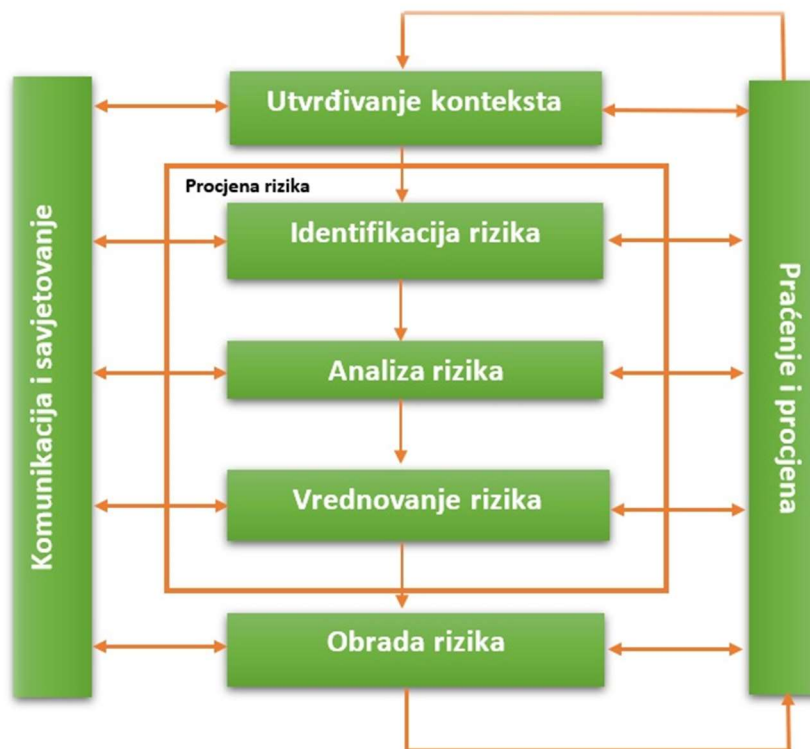 Utvrđivanje konteksta
Procjena rizika
Identifikacija rizika
Analiza rizika
Vrednovanje rizika
Obrada rizika
Komunikacija i savjetovanje
Praćenje i procjena